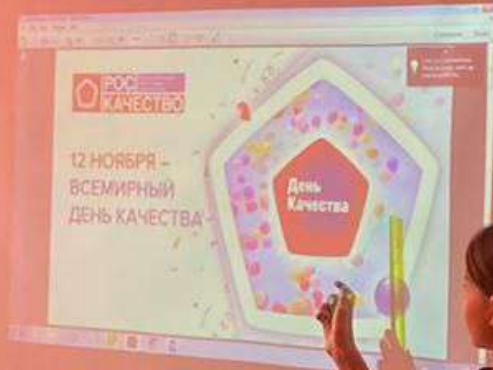 РОС
КАЧЕСТВО
12 НОЯБРЯ –
ВСЕМИРНЫЙ
ДЕНЬ КАЧЕСТВА
День
Качества